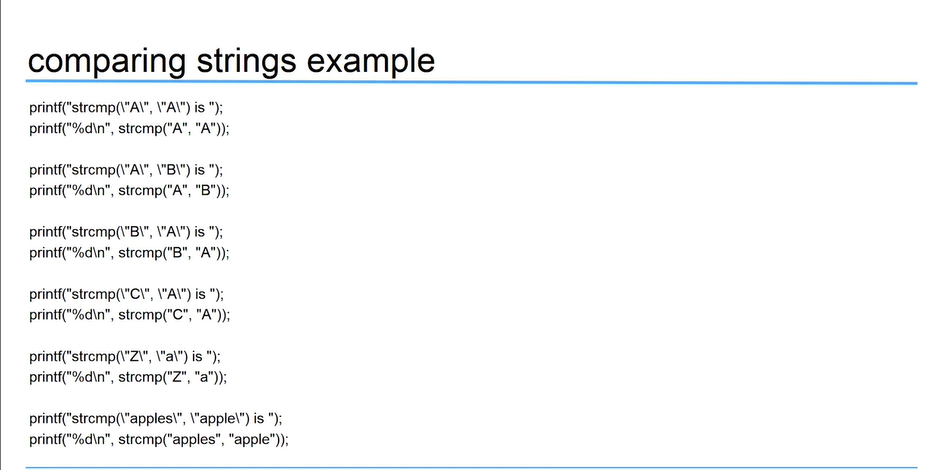 comparing strings example
printf("strcmp(\"A\", \"A\") is ");
printf("%d\n", strcmp("A", "A"));
printf("strcmp(\"A\", \"B\") is ");
printf("%d\n", strcmp("A", "B"));
printf("strcmp(\"B\", \"A\") is ");
printf("%d\n", strcmp("B", "A"));
printf("strcmp(\"C\", \"A\") is ");
printf("%d\n", strcmp("C", "A"));
printf("strcmp(\"Z\", \"a\") is ");
printf("%d\n", strcmp("Z", "a"));
printf("strcmp(\"apples\", \"apple\") is ");
printf("%d\n", strcmp("apples", "apple"));